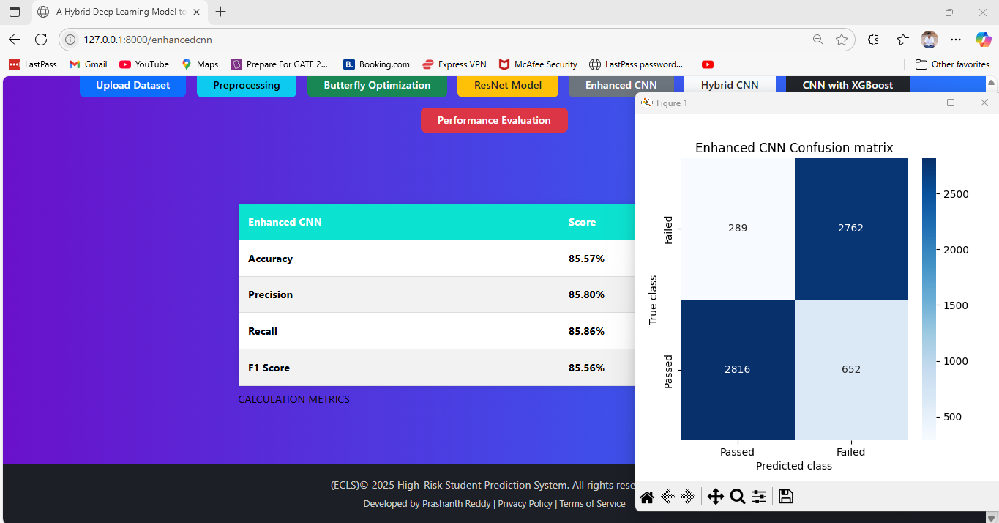 A Hybrid Deep Learning Model to
127.0.0.1:8000/enhancedcnn
LastPass Gmail YouTube Maps Prepare For GATE 2... Booking.com Express VPN McAfee Security LastPass password... Other favorites
Upload Dataset Preprocessing Butterfly Optimization ResNet Model Enhanced CNN Hybrid CNN CNN with XGBoost
Performance Evaluation
Enhanced CNN Score
Accuracy 85.57%
Precision 85.80%
Recall 85.86%
F1 Score 85.56%
CALCULATION METRICS
(ECLS)© 2025 High-Risk Student Prediction System. All rights rese
Developed by Prashanth Reddy | Privacy Policy | Terms of Service
Figure 1
Enhanced CNN Confusion matrix
True class
Failed 289 2762
Passed 2816 652
Passed Failed
Predicted class
2500
2000
1500
1000
500